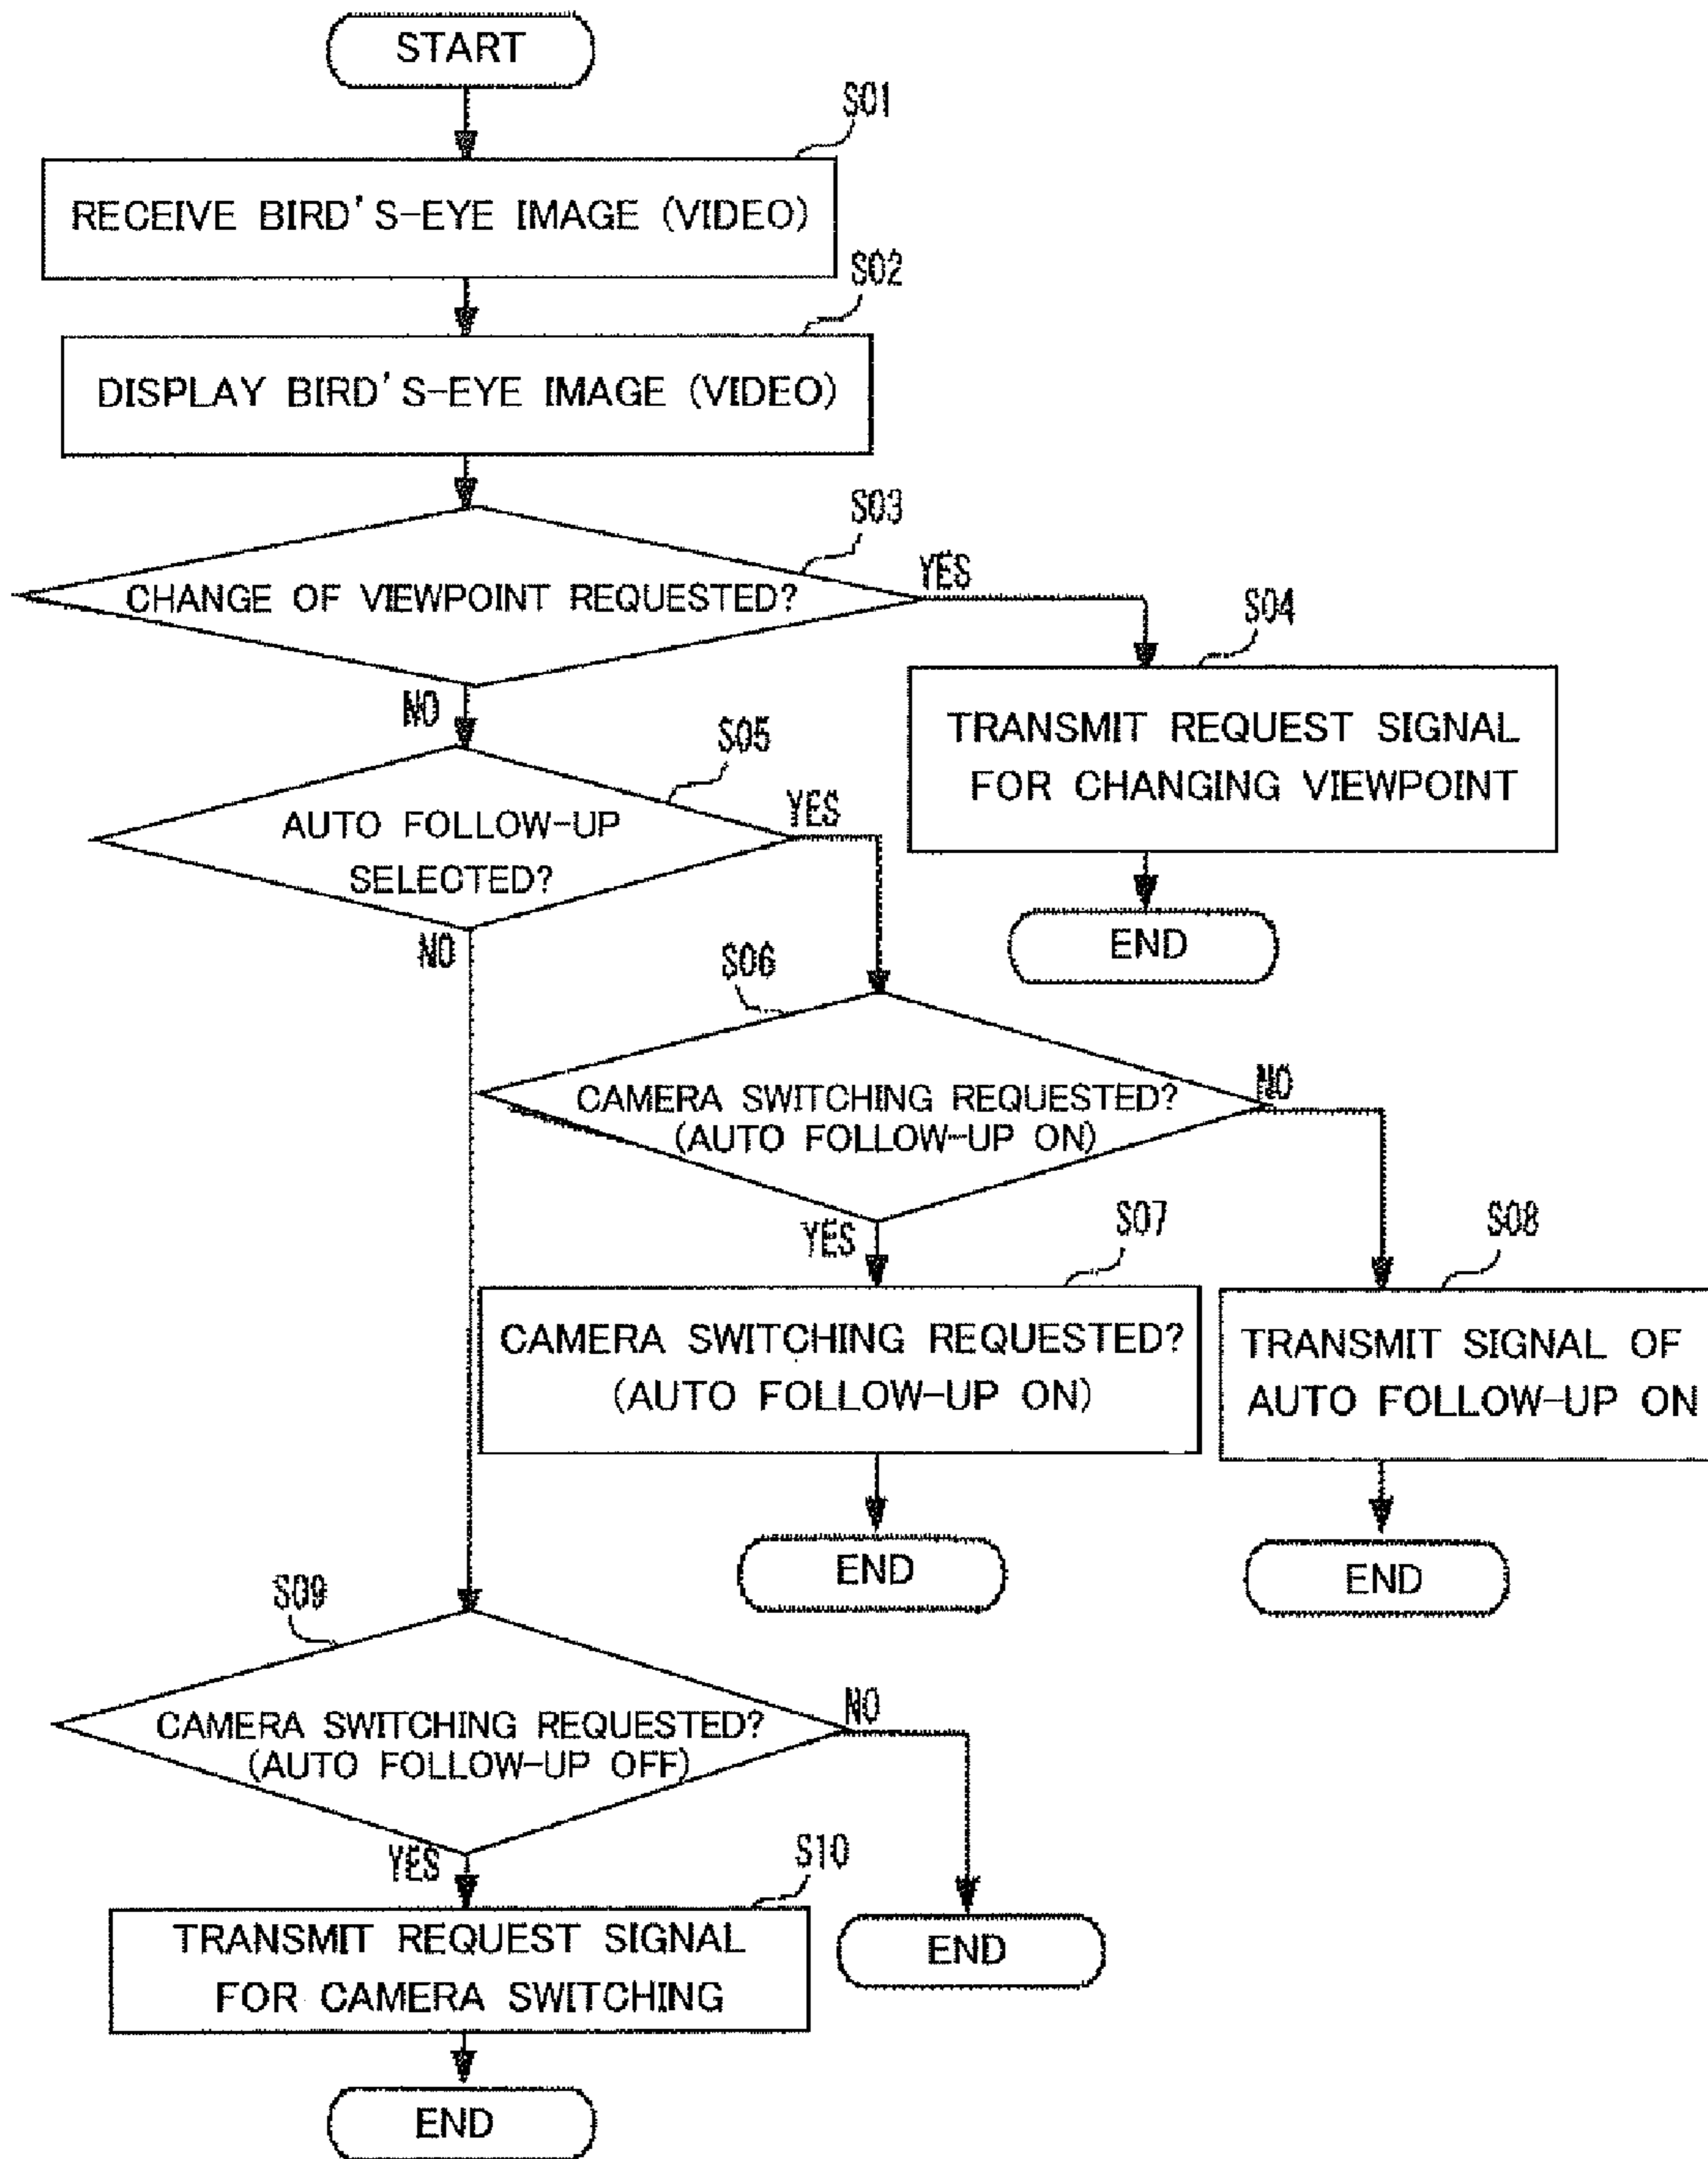 START
S01
RECEIVE BIRD'S-EYE IMAGE (VIDEO)
S02
DISPLAY BIRD'S-EYE IMAGE (VIDEO)
S03
CHANGE OF VIEWPOINT REQUESTED?
YES
NO
S04
TRANSMIT REQUEST SIGNAL
FOR CHANGING VIEWPOINT
END
S05
AUTO FOLLOW-UP
SELECTED?
YES
NO
S06
CAMERA SWITCHING REQUESTED?
(AUTO FOLLOW-UP ON)
NO
YES
S07
CAMERA SWITCHING REQUESTED?
(AUTO FOLLOW-UP ON)
END
S08
TRANSMIT SIGNAL OF
AUTO FOLLOW-UP ON
END
S09
CAMERA SWITCHING REQUESTED?
(AUTO FOLLOW-UP OFF)
NO
YES
END
S10
TRANSMIT REQUEST SIGNAL
FOR CAMERA SWITCHING
END